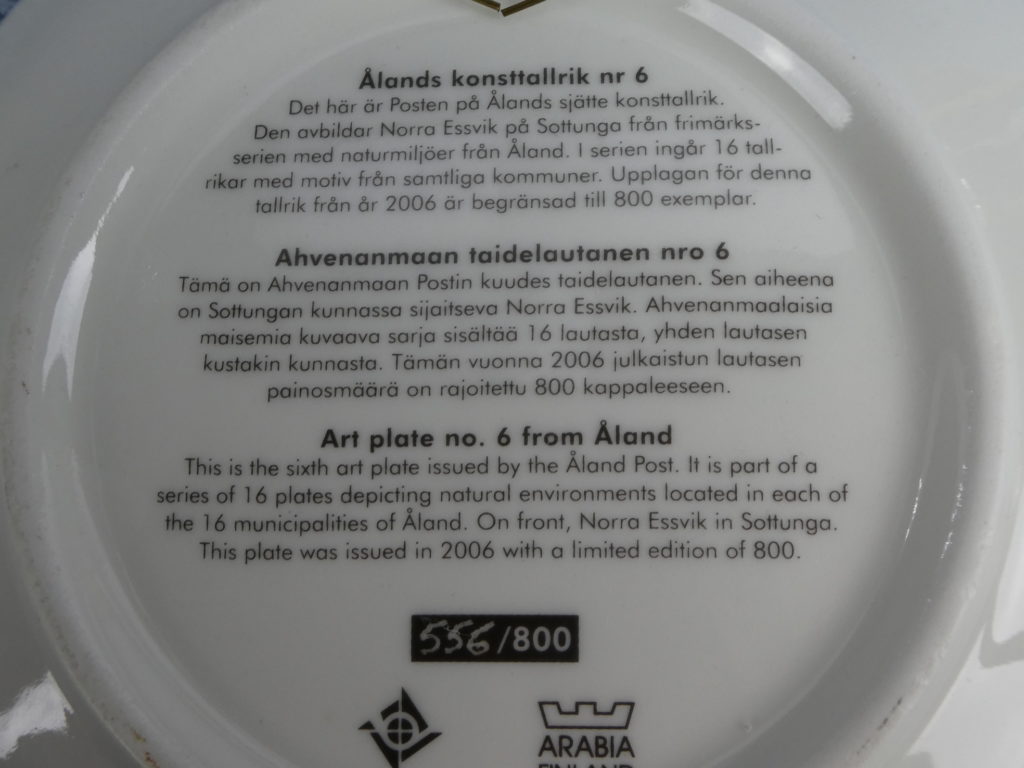 Ålands konsttallrik nr 6
Det här är Posten på Ålands sjätte konsttallrik.
Den avbildar Norra Essvik på Sottunga från frimärks-
serien med naturmiljöer från Åland. I serien ingår 16 tall-
rikar med motiv från samtliga kommuner. Upplagan för denna
tallrik från år 2006 är begränsad till 800 exemplar.
Ahvenanmaan taidelautanen nro 6
Tämä on Ahvenanmaan Postin kuudes taidelautanen. Sen aiheena
on Sottungan kunnassa sijaitseva Norra Essvik. Ahvenanmaalaisia
maisemia kuvaava sarja sisältää 16 lautasta, yhden lautasen
kustakin kunnasta. Tämän vuonna 2006 julkaistun lautasen
painosmäärä on rajoitettu 800 kappaleeseen.
Art plate no. 6 from Åland
This is the sixth art plate issued by the Åland Post. It is part of a
series of 16 plates depicting natural environments located in each of
the 16 municipalities of Åland. On front, Norra Essvik in Sottunga.
This plate was issued in 2006 with a limited edition of 800.
556/800
ARABIA
FINLAND